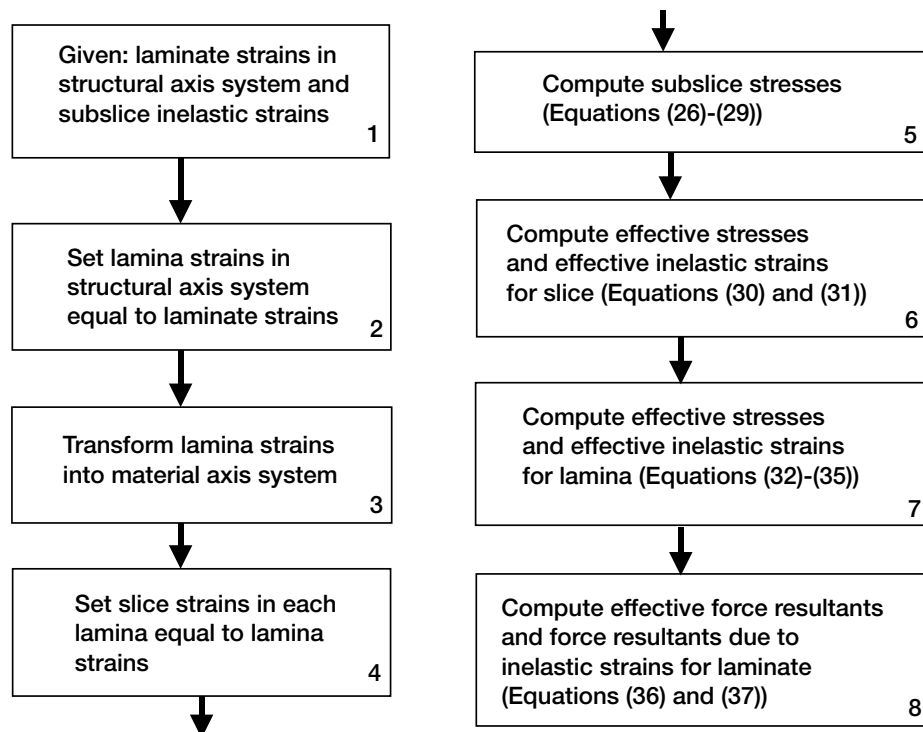 Given: laminate strains in
structural axis system and
subslice inelastic strains
1
Set lamina strains in
structural axis system
equal to laminate strains
2
Transform lamina strains
into material axis system
3
Set slice strains in each
lamina equal to lamina
strains
4
Compute subslice stresses
(Equations (26)-(29))
5
Compute effective stresses
and effective inelastic strains
for slice (Equations (30) and (31))
6
Compute effective stresses
and effective inelastic strains
for lamina (Equations (32)-(35))
7
Compute effective force resultants
and force resultants due to
inelastic strains for laminate
(Equations (36) and (37))
8